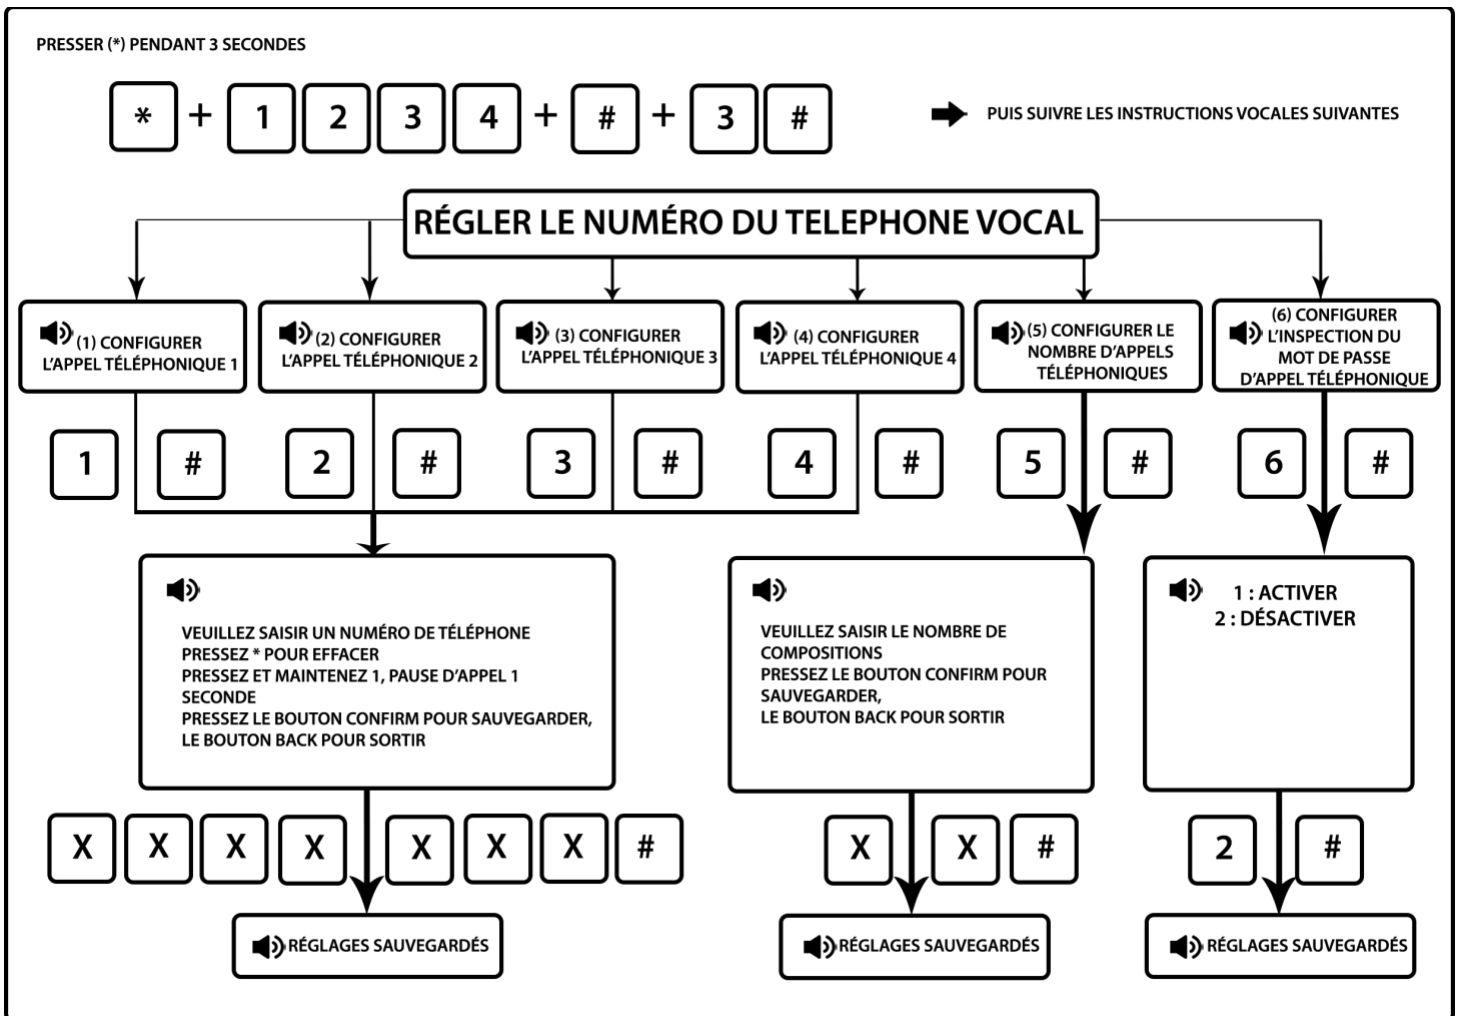 PRESSER (*) PENDANT 3 SECONDES
* + 1 2 3 4 + # + 3 #
PUIS SUIVRE LES INSTRUCTIONS VOCALES SUIVANTES
RÉGLER LE NUMÉRO DU TELEPHONE VOCAL
(1) CONFIGURER
L'APPEL TÉLÉPHONIQUE 1
(2) CONFIGURER
L'APPEL TÉLÉPHONIQUE 2
(3) CONFIGURER
L'APPEL TÉLÉPHONIQUE 3
(4) CONFIGURER
L'APPEL TÉLÉPHONIQUE 4
(5) CONFIGURER LE
NOMBRE D'APPELS
TÉLÉPHONIQUES
(6) CONFIGURER
L'INSPECTION DU
MOT DE PASSE
D'APPEL TÉLÉPHONIQUE
1 # 2 # 3 # 4 # 5 # 6 #
VEUILLEZ SAISIR UN NUMÉRO DE TÉLÉPHONE
PRESSEZ * POUR EFFACER
PRESSEZ ET MAINTENEZ 1, PAUSE D'APPEL 1
SECONDE
PRESSEZ LE BOUTON CONFIRM POUR SAUVEGARDER,
LE BOUTON BACK POUR SORTIR
VEUILLEZ SAISIR LE NOMBRE DE
COMPOSITIONS
PRESSEZ LE BOUTON CONFIRM POUR
SAUVEGARDER,
LE BOUTON BACK POUR SORTIR
1 : ACTIVER
2 : DÉSACTIVER
X X X X X X X #
X X #
2 #
RÉGLAGES SAUVEGARDÉS
RÉGLAGES SAUVEGARDÉS
RÉGLAGES SAUVEGARDÉS